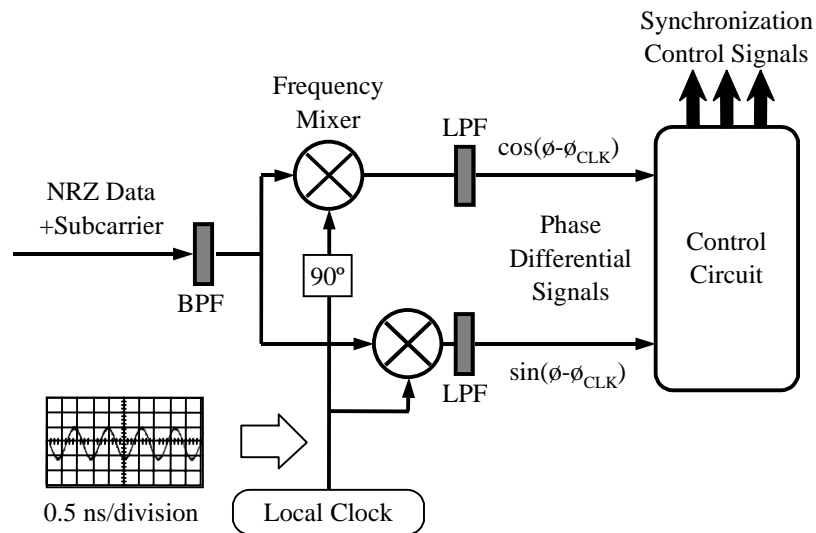 Synchronization
Control Signals
Frequency
Mixer
LPF
cos(ø-ø_CLK)
NRZ Data
+Subcarrier
BPF
90º
Phase
Differential
Signals
Control
Circuit
LPF
sin(ø-ø_CLK)
0.5 ns/division
Local Clock